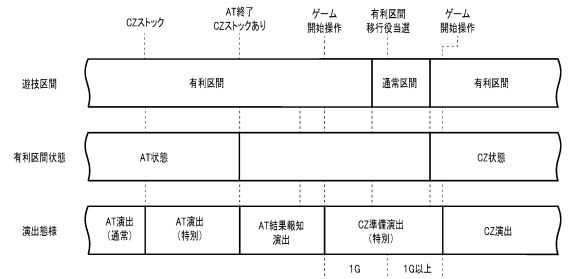 CZストック
AT終了
CZストックあり
ゲーム
開始操作
有利区間
移行役当選
ゲーム
開始操作
遊技区間
有利区間
通常区間
有利区間
有利区間状態
AT状態
CZ状態
演出態様
AT演出
(通常)
AT演出
(特別)
AT結果報知
演出
CZ準備演出
(特別)
CZ演出
1G
1G以上